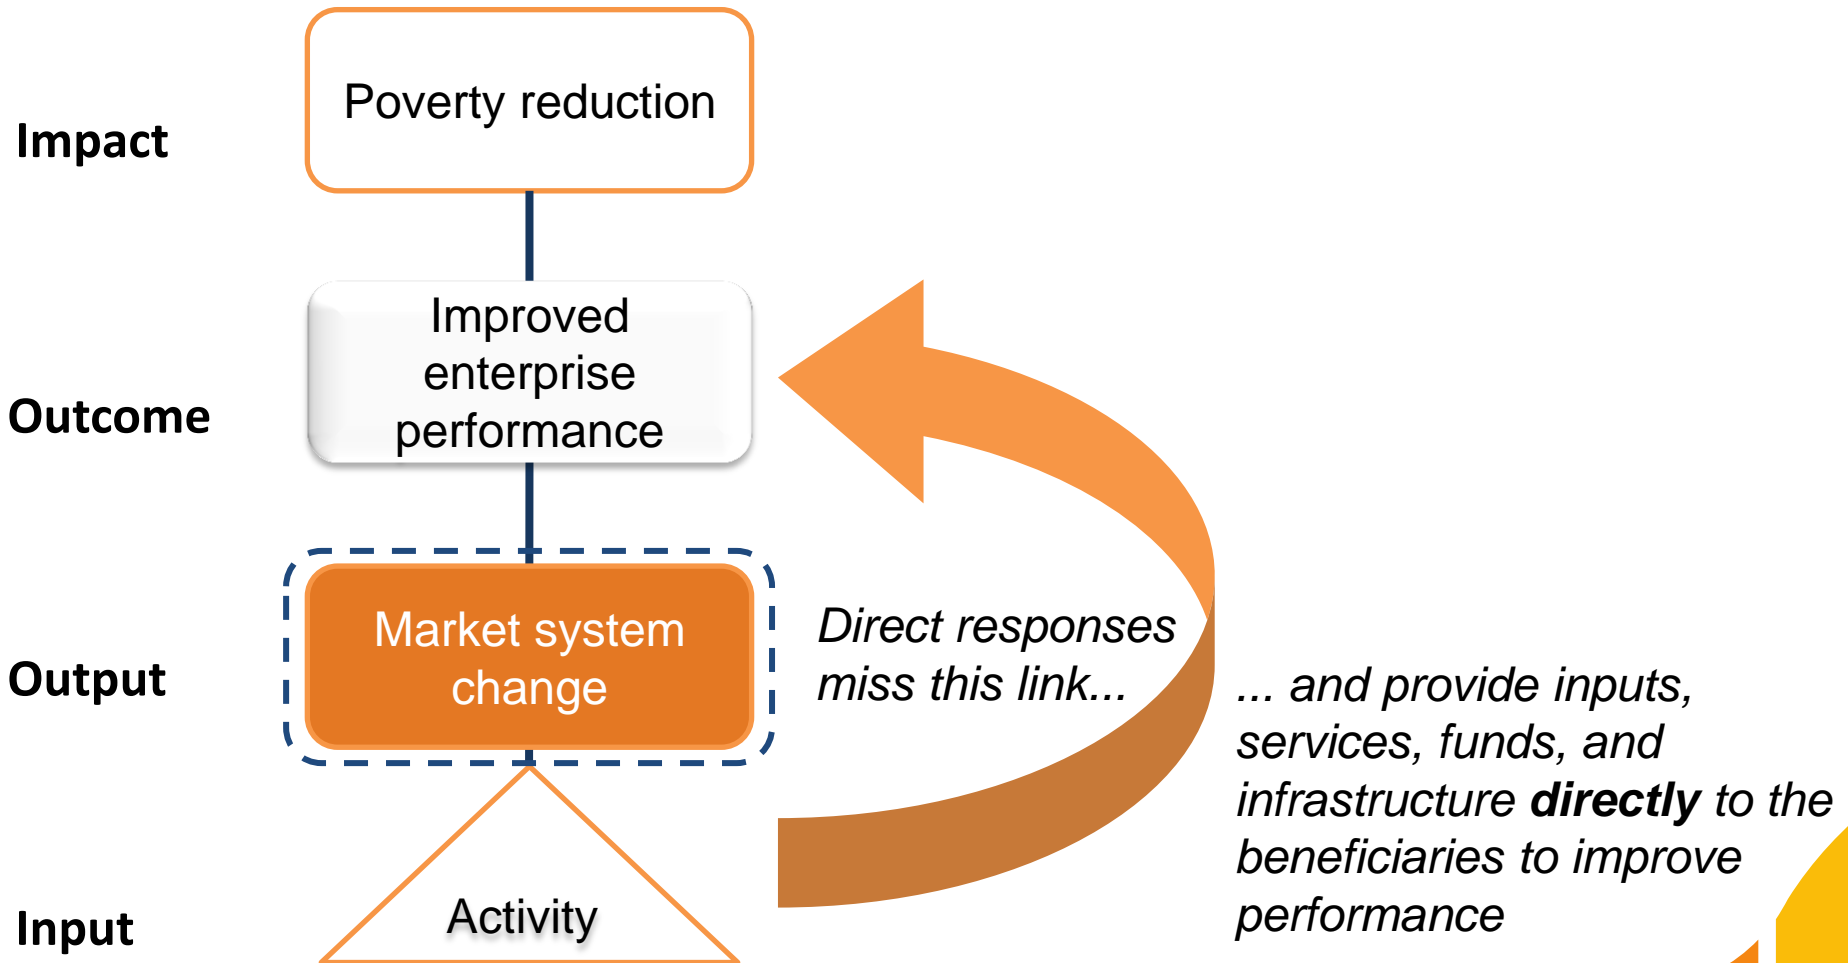 Poverty reduction
Impact
Improved
enterprise
performance
Outcome
Market system
change
Output
Direct responses
miss this link...
... and provide inputs,
services, funds, and
infrastructure directly to the
beneficiaries to improve
performance
Activity
Input